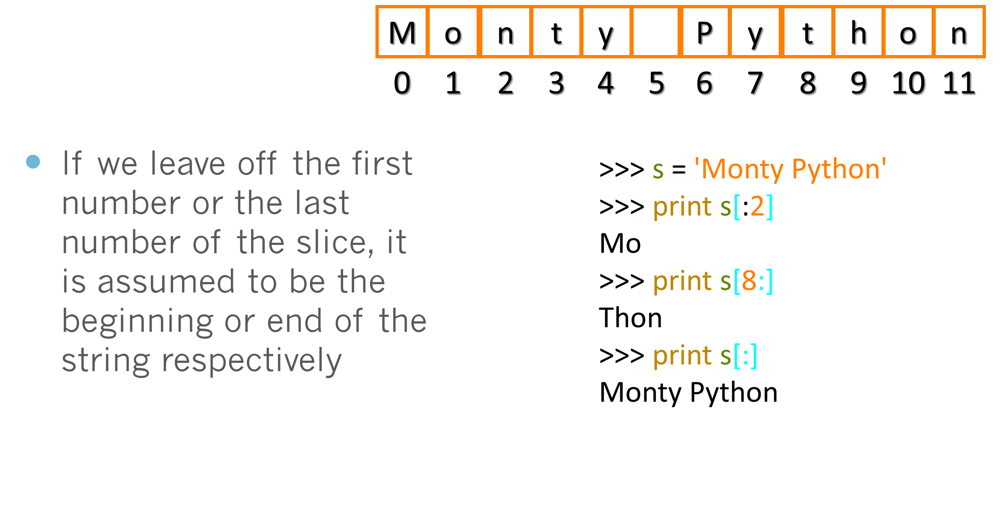 M o n t y P y t h o n
0 1 2 3 4 5 6 7 8 9 10 11
If we leave off the first
number or the last
number of the slice, it
is assumed to be the
beginning or end of the
string respectively
>>> s = 'Monty Python'
>>> print s[:2]
Mo
>>> print s[8:]
Thon
>>> print s[:]
Monty Python